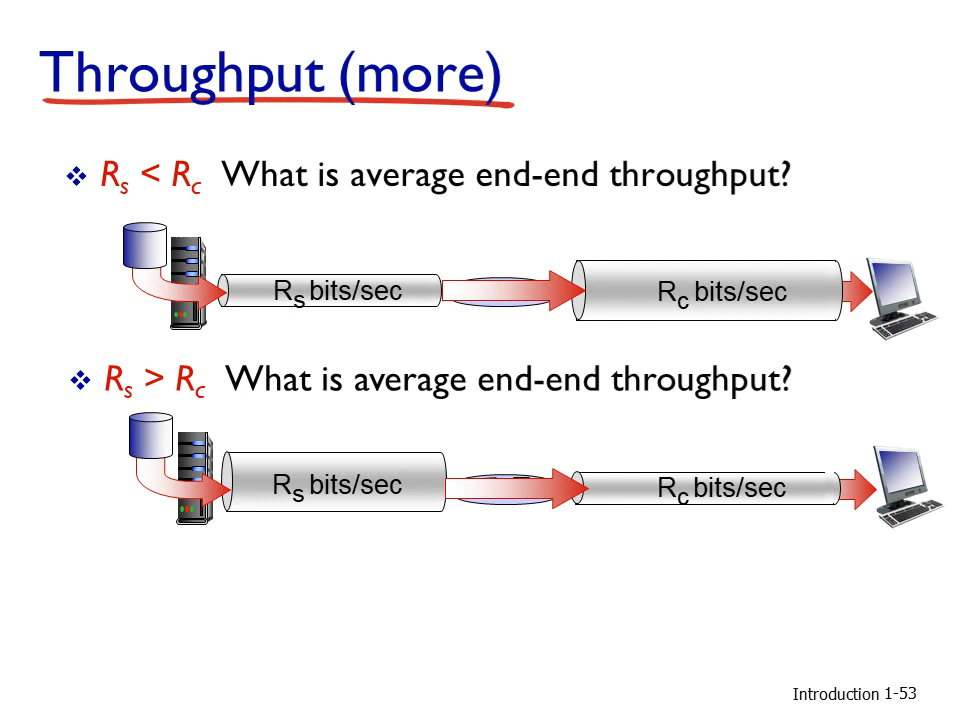 Throughput (more)
❖ Rs < Rc What is average end-end throughput?
Rs bits/sec
Rc bits/sec
❖ Rs > Rc What is average end-end throughput?
Rs bits/sec
Rc bits/sec
Introduction 1-53